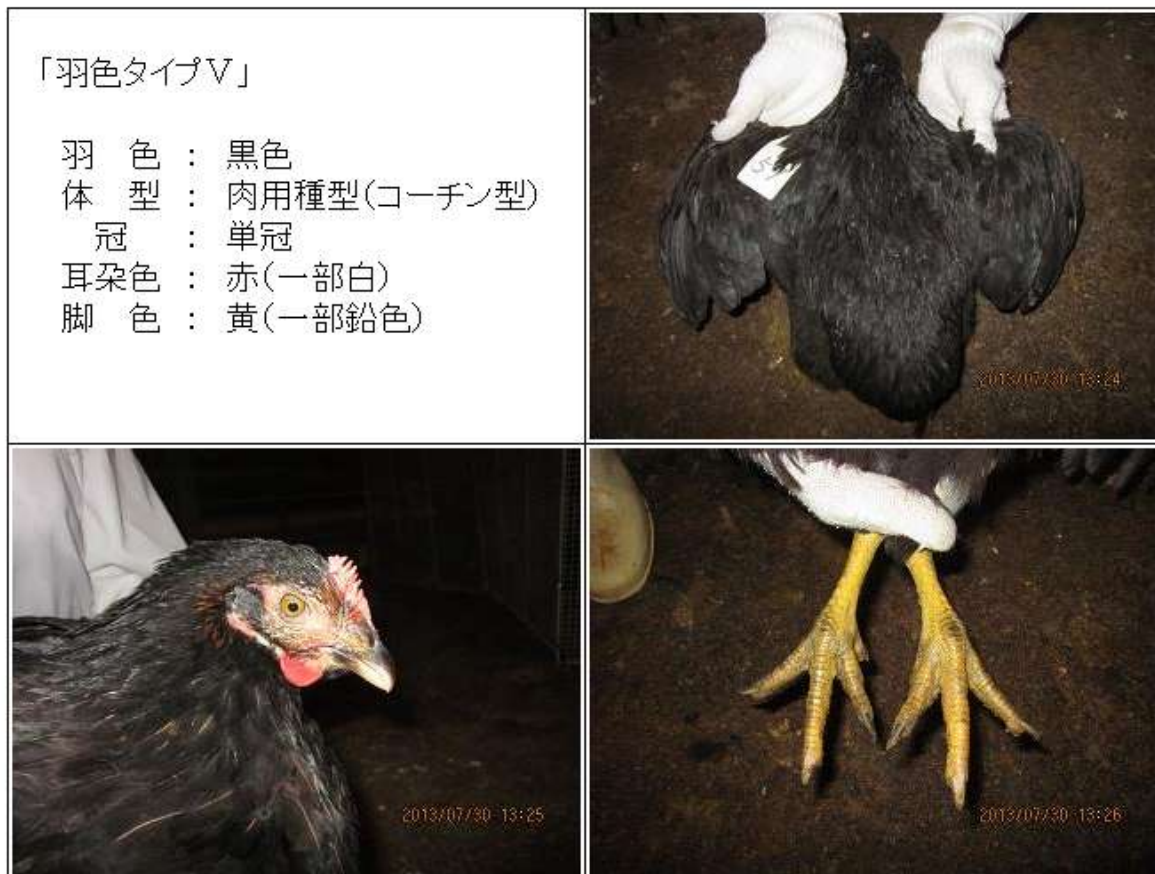 「羽色タイプⅤ」
羽　色 ： 黒色
体　型 ： 肉用種型(コーチン型)
冠　 ： 単冠
耳朶色 ： 赤(一部白)
脚　色 ： 黄(一部鉛色)
5
2013/07/30 13:24
2013/07/30 13:25
2013/07/30 13:26